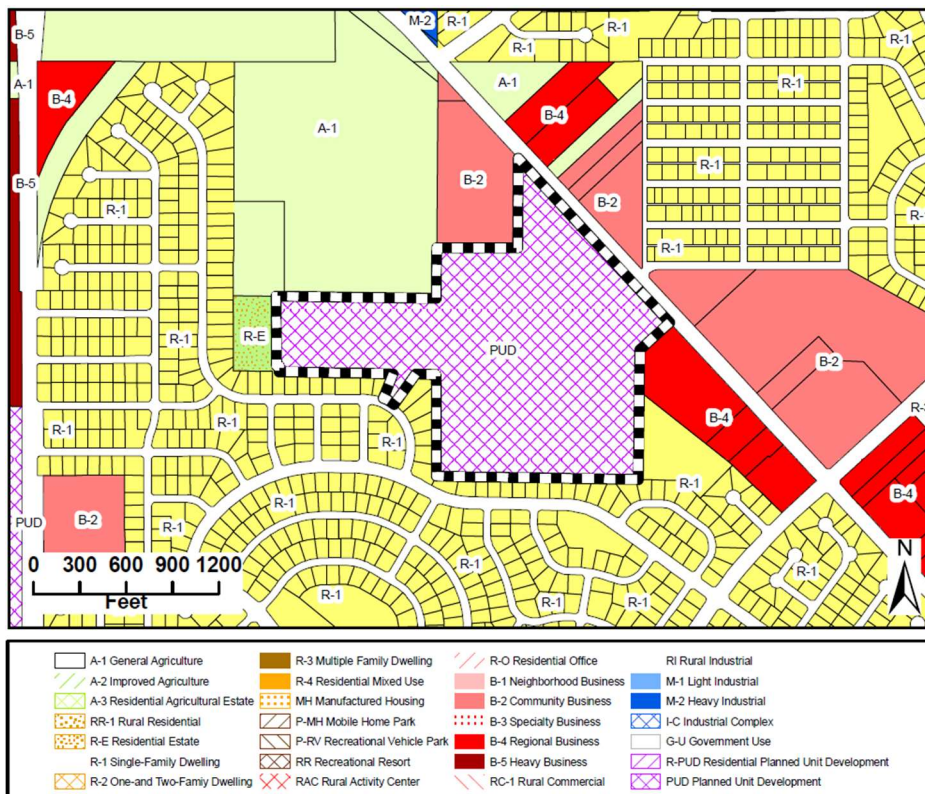 M-2
R-1
R-1
R-1
R-1
B-5
A-1
B-4
A-1
B-4
R-1
A-1
B-2
R-1
B-5
R-1
B-2
R-1
R-1
R-E
R-1
PUD
B-2
R-3
R-1
R-1
R-1
B-4
R-1
B-4
R-1
B-2
PUD
R-1
R-1
R-1
R-1
R-1
R-1
R-1
N
0 300 600 900 1200
Feet
A-1 General Agriculture
A-2 Improved Agriculture
A-3 Residential Agricultural Estate
RR-1 Rural Residential
R-E Residential Estate
R-1 Single-Family Dwelling
R-2 One-and Two-Famiy Dwelling
R-3 Multiple Family Dwelling
R-4 Residential Mixed Use
MH Manufactured Housing
P-MH Mobile Home Park
P-RV Recreational Vehicle Park
RR Recreational Resort
RAC Rural Activity Center
R-O Residential Office
B-1 Neighborhood Business
B-2 Community Business
B-3 Specialty Business
B-4 Regional Business
B-5 Heavy Business
RC-1 Rural Commercial
RI Rural Industrial
M-1 Light Industrial
M-2 Heavy Industrial
I-C Industrial Complex
G-U Government Use
R-PUD Residential Planned Unit Development
PUD Planned Unit Development